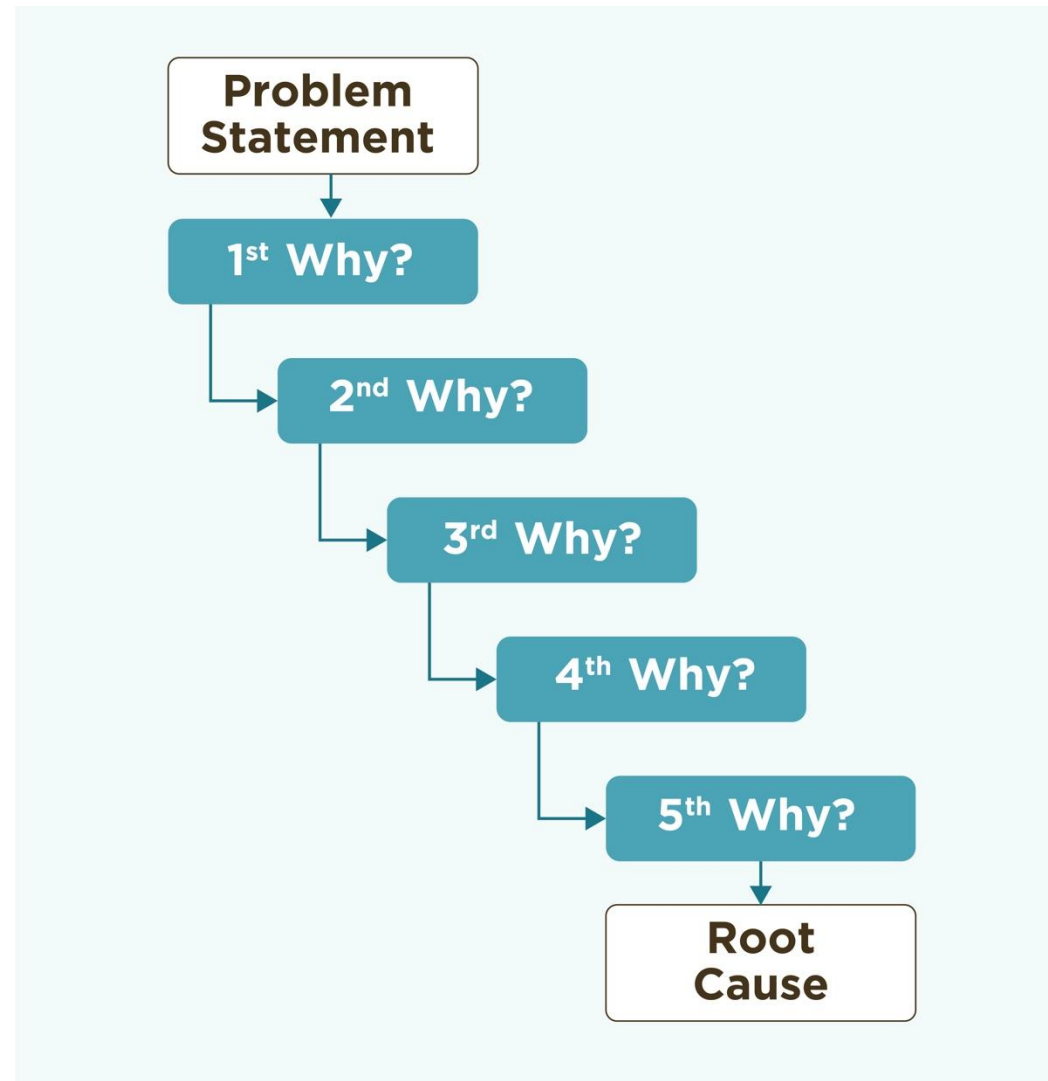 Problem
Statement
1st Why?
2nd Why?
3rd Why?
4th Why?
5th Why?
Root
Cause